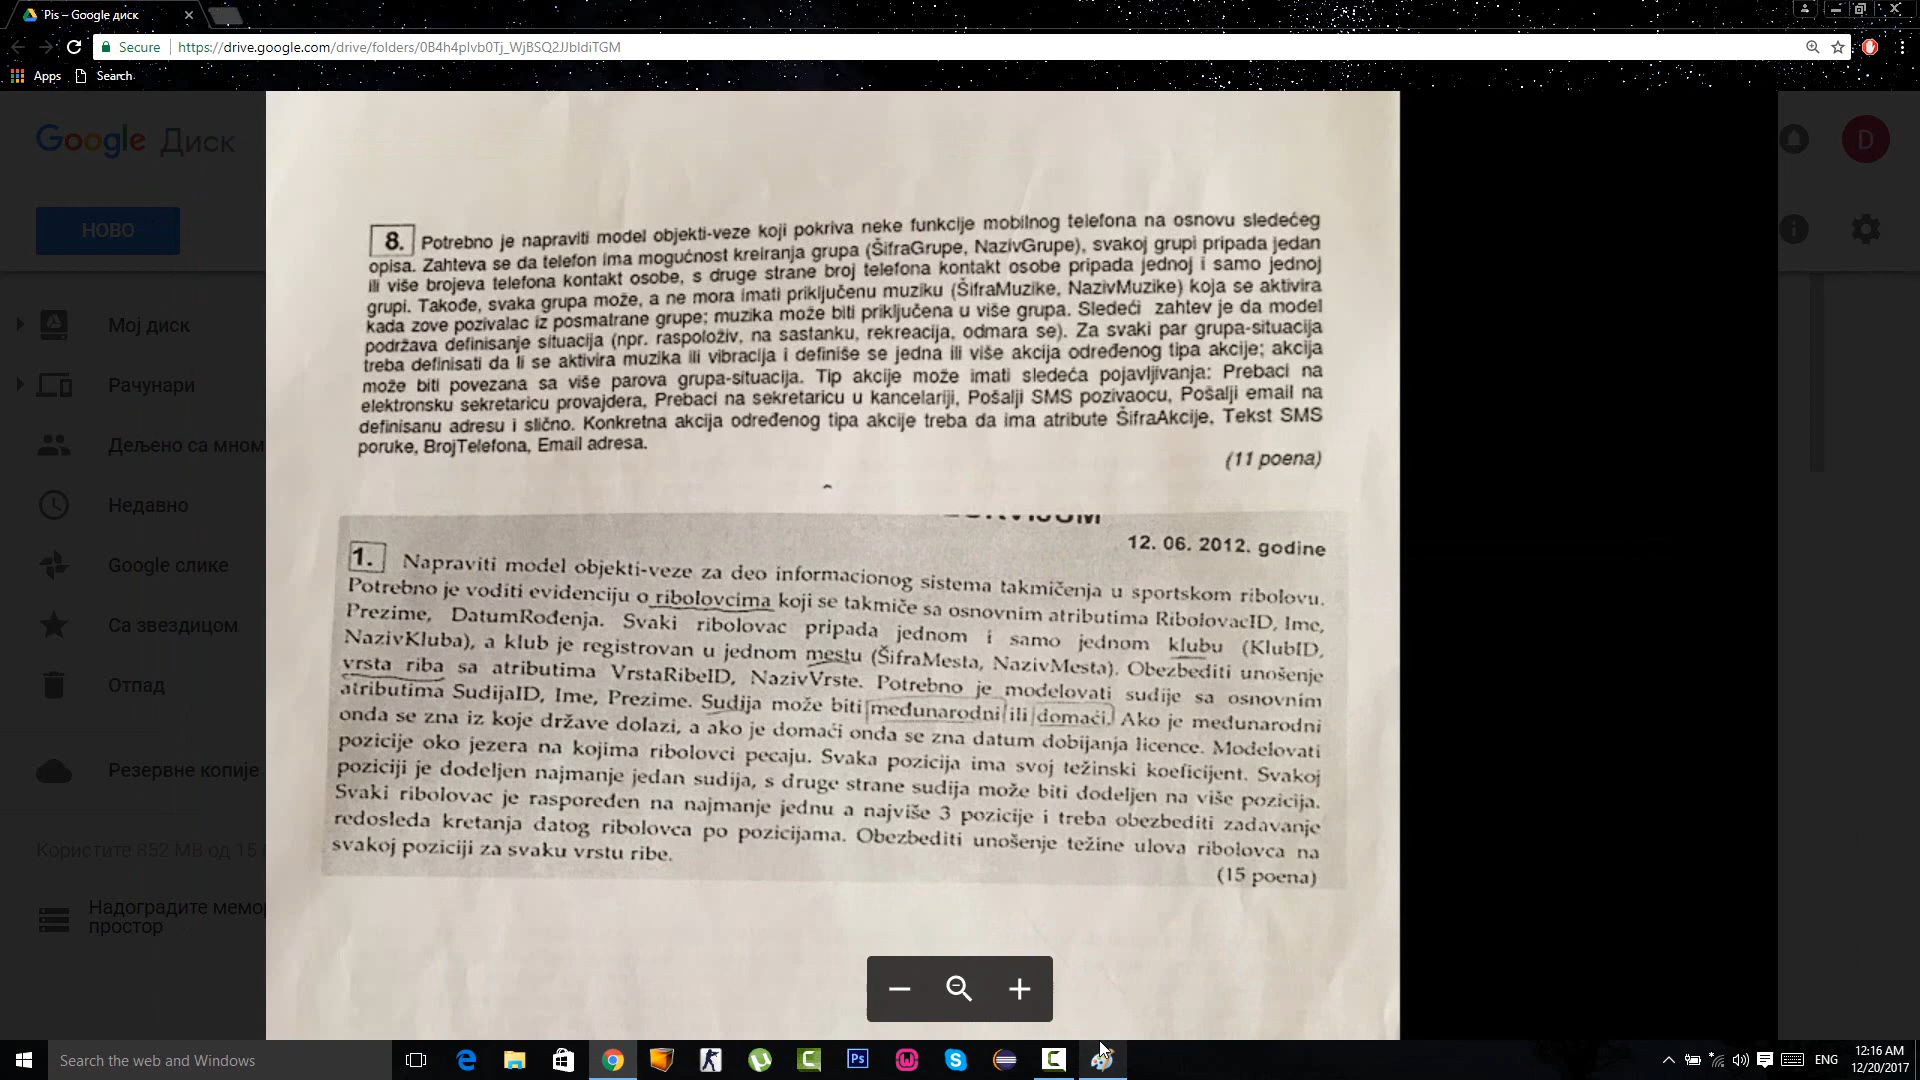 Pis – Google диск
Secure
https://drive.google.com/drive/folders/0B4h4plvb0Tj_WjBSQ2JJbldiTGM
Apps
Search
Google Диск
D
НОВО
Мој диск
Рачунари
Дељено са мном
Недавно
Google слике
Са звездицом
Отпад
Резервне копије
Користите 852 MB од 15
Надоградите
простор
8. Potrebno je napraviti model objekti-veze koji pokriva neke funkcije mobilnog telefona na osnovu sledećeg
opisa. Zahteva se da telefon ima mogućnost kreiranja grupa (ŠifraGrupe, NazivGrupe), svakoj grupi pripada jedan
ili više brojeva telefona kontakt osobe, s druge strane broj telefona kontakt osobe pripada jednoj i samo jednoj
grupi. Takođe, svaka grupa može, a ne mora imati priključenu muziku (ŠifraMuzike, NazivMuzike) koja se aktivira
kada zove pozivalac iz posmatrane grupe; muzika može biti priključena u više grupa. Sledeći zahtev je da model
podržava definisanje situacija (npr. raspoloživ, na sastanku, rekreacija, odmara se). Za svaki par grupa-situacija
treba definisati da li se aktivira muzika ili vibracija i definiše se jedna ili više akcija određenog tipa akcije; akcija
može biti povezana sa više parova grupa-situacija. Tip akcije može imati sledeća pojavljivanja: Prebaci na
elektronsku sekretaricu provajdera, Prebaci na sekretaricu u kancelariji, Pošalji SMS pozivaocu, Pošalji email na
definisanu adresu i slično. Konkretna akcija određenog tipa akcije treba da ima atribute ŠifraAkcije, Tekst SMS
poruke, BrojTelefona, Email adresa.
(11 poena)
12. 06. 2012. godine
1. Napraviti model objekti-veze za deo informacionog sistema takmičenja u sportskom ribolovu.
Potrebno je voditi evidenciju o ribolovcima koji se takmiče sa osnovnim atributima RibolovacID, Ime,
Prezime, DatumRođenja. Svaki ribolovac pripada jednom i samo jednom klubu (KlubID,
NazivKluba), a klub je registrovan u jednom mestu (ŠifraMesta, NazivMesta). Obezbediti unošenje
vrsta riba sa atributima VrstaRibeID, NazivVrste. Potrebno je modelovati sudije sa osnovnim
atributima SudijaID, Ime, Prezime. Sudija može biti međunarodni ili domaći. Ako je međunarodni
onda se zna iz koje države dolazi, a ako je domaći onda se zna datum dobijanja licence. Modelovati
pozicije oko jezera na kojima ribolovci pecaju. Svaka pozicija ima svoj težinski koeficijent. Svakoj
poziciji je dodeljen najmanje jedan sudija, s druge strane sudija može biti dodeljen na više pozicija.
Svaki ribolovac je raspoređen na najmanje jednu a najviše 3 pozicije i treba obezbediti zadavanje
redosleda kretanja datog ribolovca po pozicijama. Obezbediti unošenje težine ulova ribolovca na
svakoj poziciji za svaku vrstu ribe.
(15 poena)
Search the web and Windows
ENG
12:16 AM
12/20/2017